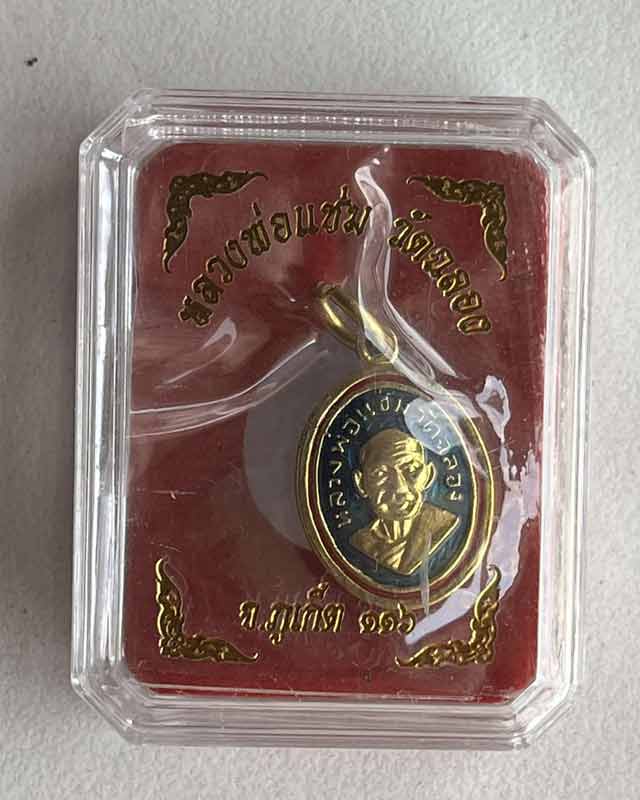 หลวงพ่อแช่ม วัดฉลอง
หลวงพ่อแช่มวัดฉลอง
จ.ภูเก็ต ๑๑๖